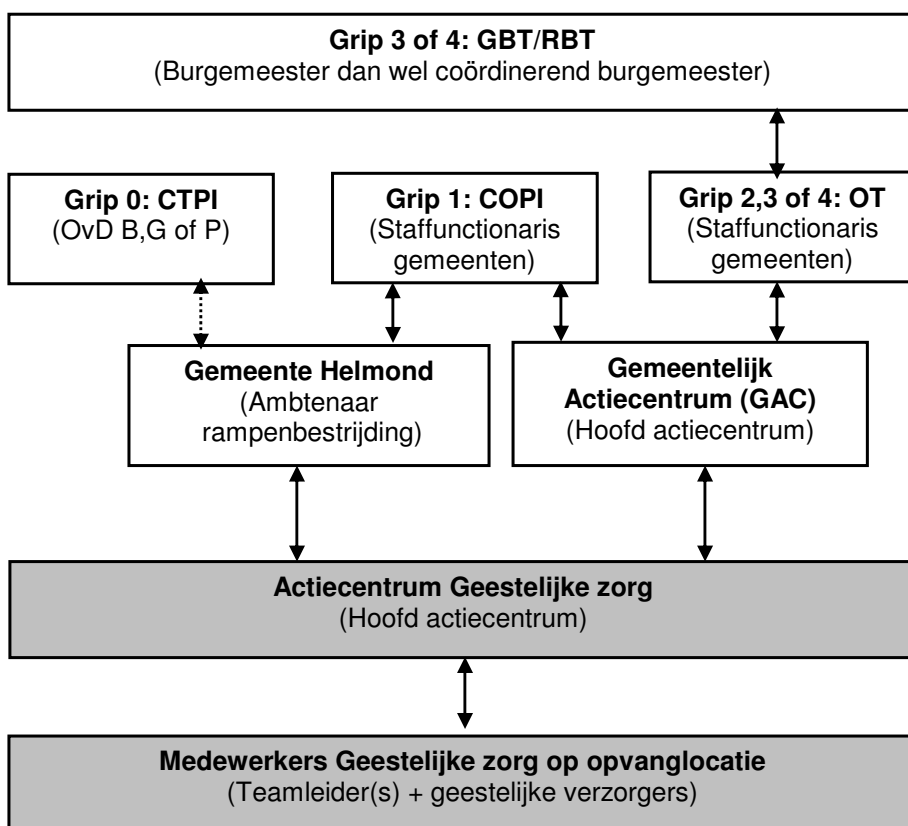 Grip 3 of 4: GBT/RBT
(Burgemeester dan wel coördinerend burgemeester)
Grip 0: CTPI
(OvD B,G of P)
Grip 1: COPI
(Staffunctionaris
gemeenten)
Grip 2,3 of 4: OT
(Staffunctionaris
gemeenten)
Gemeente Helmond
(Ambtenaar
rampenbestrijding)
Gemeentelijk
Actiecentrum (GAC)
(Hoofd actiecentrum)
Actiecentrum Geestelijke zorg
(Hoofd actiecentrum)
Medewerkers Geestelijke zorg op opvanglocatie
(Teamleider(s) + geestelijke verzorgers)